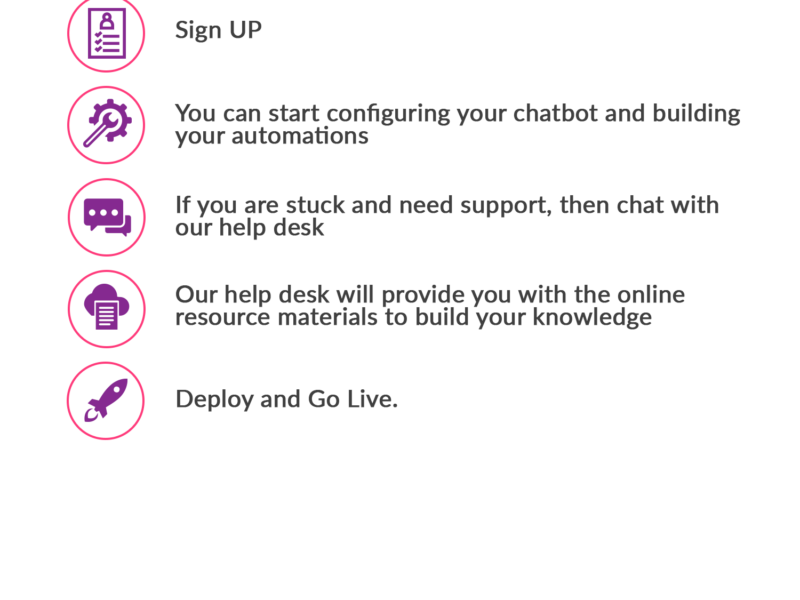 Sign UP
You can start configuring your chatbot and building
your automations
If you are stuck and need support, then chat with
our help desk
Our help desk will provide you with the online
resource materials to build your knowledge
Deploy and Go Live.